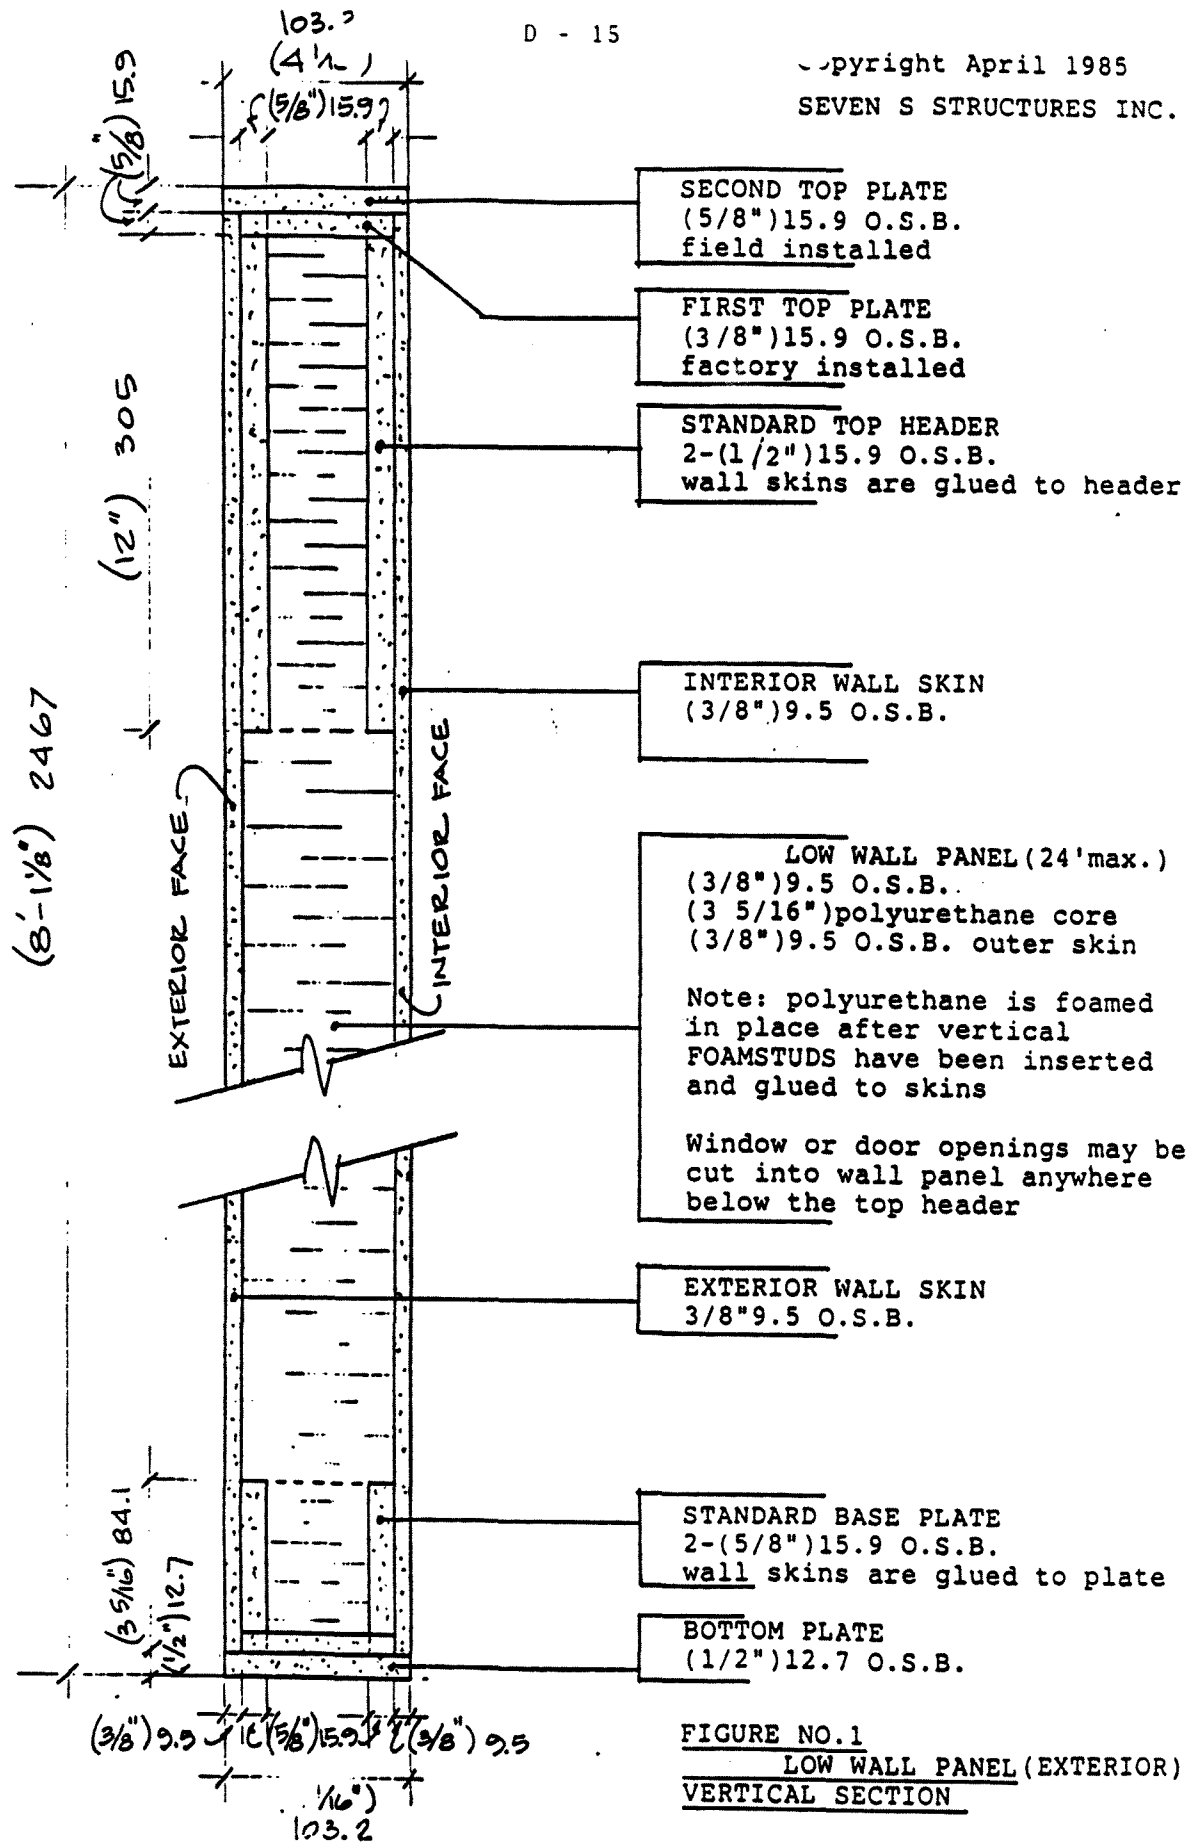 D - 15
pyright April 1985
SEVEN S STRUCTURES INC.
103.
(5/8") 15.9
(5/8") 15.9
SECOND TOP PLATE
(5/8")15.9 O.S.B.
field installed
FIRST TOP PLATE
(3/8")15.9 O.S.B.
factory installed
STANDARD TOP HEADER
2-(1/2")15.9 O.S.B.
wall skins are glued to header
(12") 305
INTERIOR WALL SKIN
(3/8")9.5 O.S.B.
(8'-1 1/8") 2467
EXTERIOR FACE
INTERIOR FACE
LOW WALL PANEL(24'max.)
(3/8")9.5 O.S.B.
(3 5/16")polyurethane core
(3/8")9.5 O.S.B. outer skin
Note: polyurethane is foamed
in place after vertical
FOAMSTUDS have been inserted
and glued to skins
Window or door openings may be
cut into wall panel anywhere
below the top header
EXTERIOR WALL SKIN
3/8"9.5 O.S.B.
STANDARD BASE PLATE
2-(5/8")15.9 O.S.B.
wall skins are glued to plate
(3 5/16) 84.1
(1/2") 12.7
BOTTOM PLATE
(1/2")12.7 O.S.B.
(3/8") 9.5 (5/8") 15.9 (3/8") 9.5
1/16")
103.2
FIGURE NO.1
LOW WALL PANEL(EXTERIOR)
VERTICAL SECTION